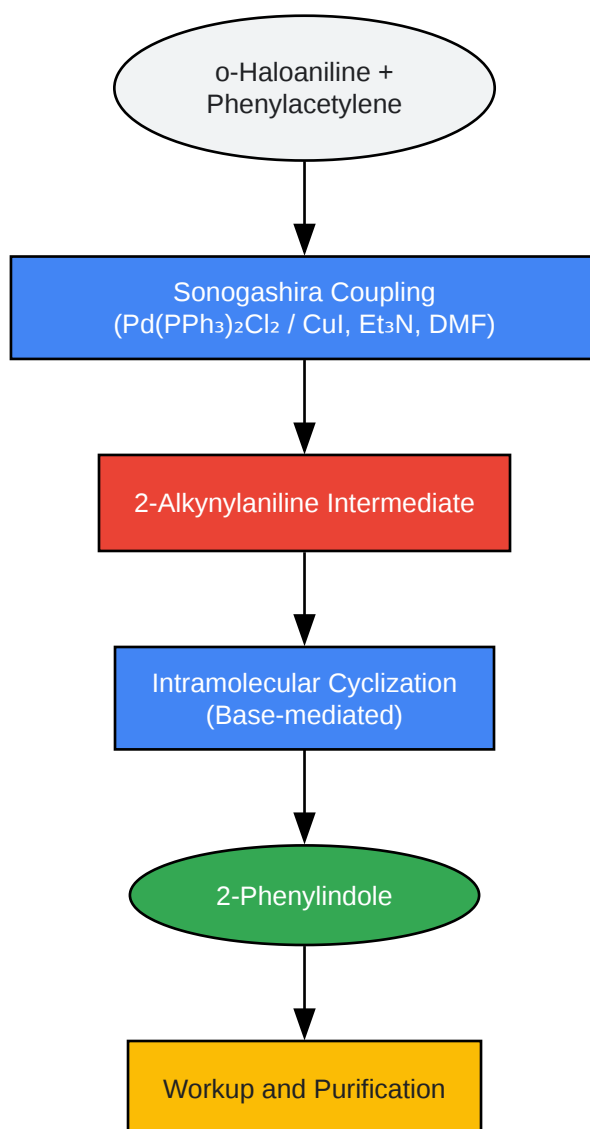 o-Haloaniline +
Phenylacetylene
Sonogashira Coupling
(Pd(PPh₃)₂Cl₂ / CuI, Et₃N, DMF)
2-Alkynylaniline Intermediate
Intramolecular Cyclization
(Base-mediated)
2-Phenylindole
Workup and Purification